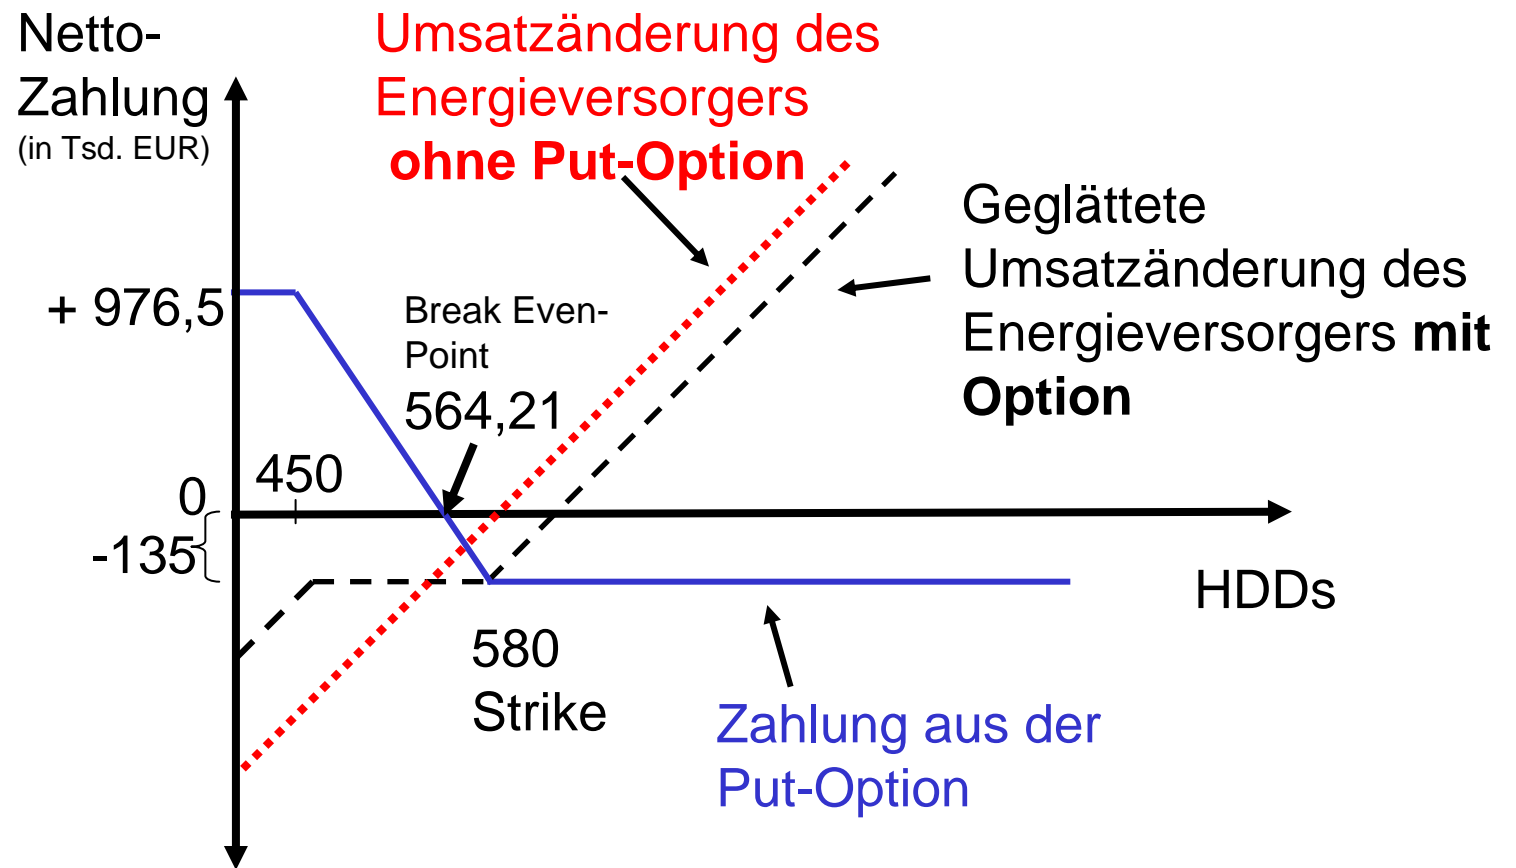 Netto-
Zahlung
(in Tsd. EUR)
Umsatzänderung des
Energieversorgers
ohne Put-Option
Geglättete
Umsatzänderung des
Energieversorgers mit
Option
+ 976,5
Break Even-
Point
564,21
450
0
-135
HDDs
580
Strike
Zahlung aus der
Put-Option